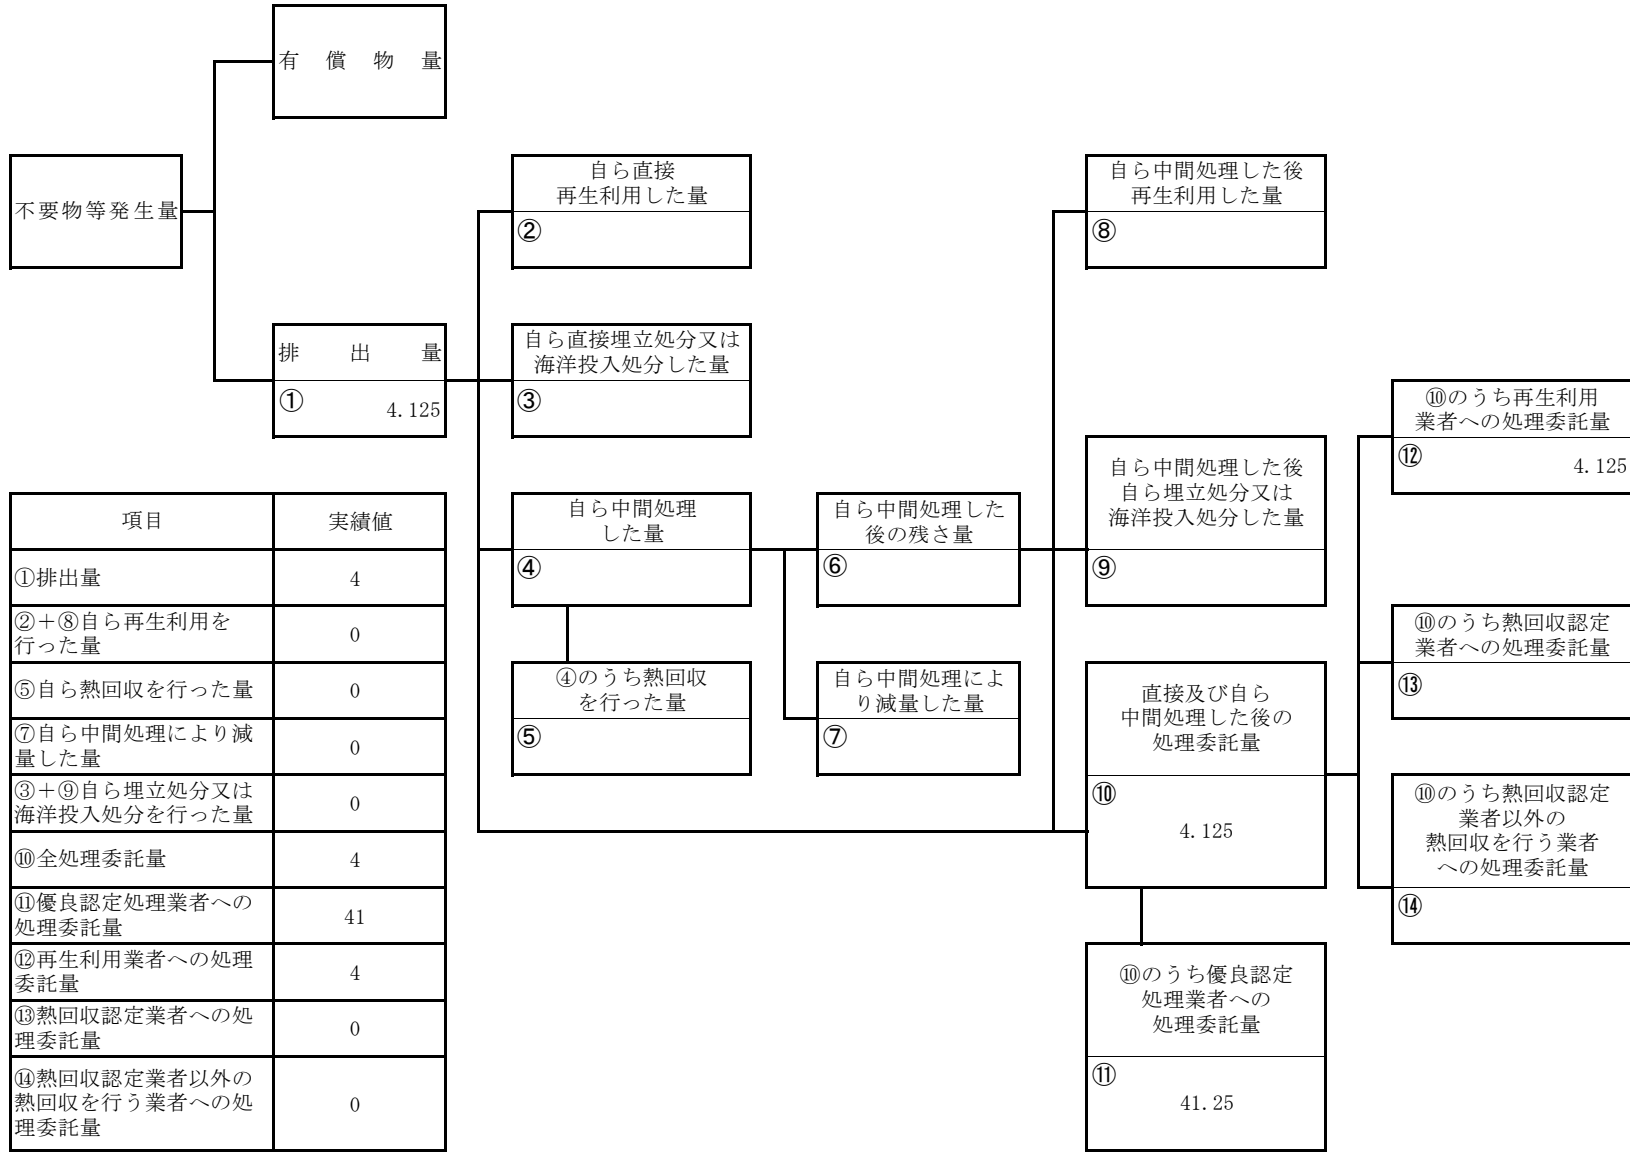 有償物量
不要物等発生量
自ら直接
再生利用した量
②
自ら中間処理した後
再生利用した量
⑧
排出量
①
4.125
自ら直接埋立処分又は
海洋投入処分した量
③
⑩のうち再生利用
業者への処理委託量
⑫
4.125
自ら中間処理した後
自ら埋立処分又は
海洋投入処分した量
⑨
自ら中間処理
した量
④
自ら中間処理した
後の残さ量
⑥
④のうち熱回収
を行った量
⑤
自ら中間処理によ
り減量した量
⑦
直接及び自ら
中間処理した後の
処理委託量
⑩
4.125
⑩のうち熱回収認定
業者への処理委託量
⑬
⑩のうち熱回収認定
業者以外の
熱回収を行う業者
への処理委託量
⑭
⑩のうち優良認定
処理業者への
処理委託量
⑪
41.25
項目
実績値
①排出量
4
②+⑧自ら再生利用を
行った量
0
⑤自ら熱回収を行った量
0
⑦自ら中間処理により減
量した量
0
③+⑨自ら埋立処分又は
海洋投入処分を行った量
0
⑩全処理委託量
4
⑪優良認定処理業者への
処理委託量
41
⑫再生利用業者への処理
委託量
4
⑬熱回収認定業者への処
理委託量
0
⑭熱回収認定業者以外の
熱回収を行う業者への処
理委託量
0